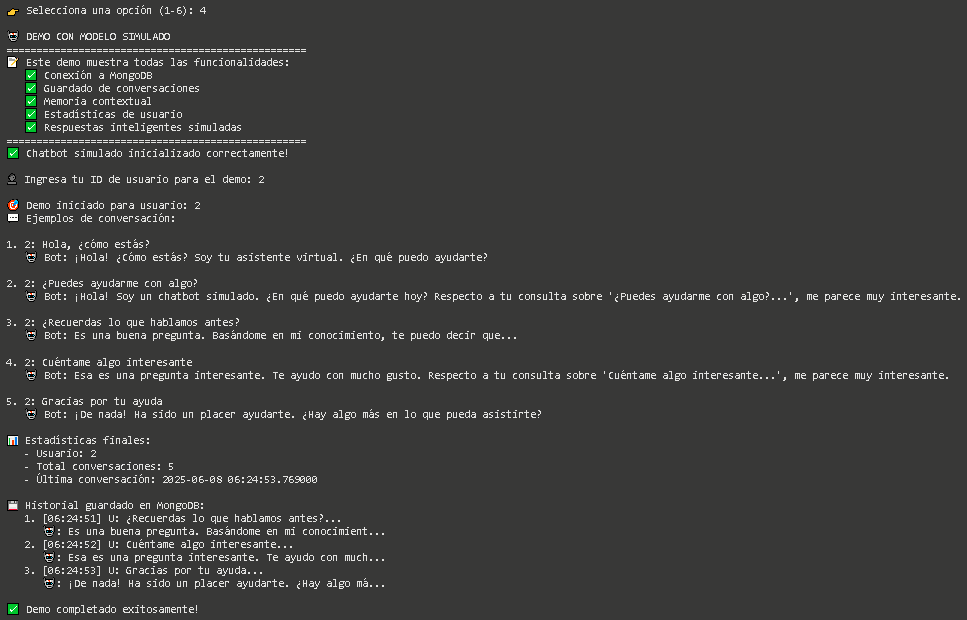 👉 Selecciona una opción (1-6): 4
🤖 DEMO CON MODELO SIMULADO
==================================================
📝 Este demo muestra todas las funcionalidades:
✅ Conexión a MongoDB
✅ Guardado de conversaciones
✅ Memoria contextual
✅ Estadísticas de usuario
✅ Respuestas inteligentes simuladas
==================================================
✅ Chatbot simulado inicializado correctamente!
👤 Ingresa tu ID de usuario para el demo: 2
🎯 Demo iniciado para usuario: 2
💬 Ejemplos de conversación:
1. 2: Hola, ¿cómo estás?
🤖 Bot: ¡Hola! ¿Cómo estás? Soy tu asistente virtual. ¿En qué puedo ayudarte?
2. 2: ¿Puedes ayudarme con algo?
🤖 Bot: ¡Hola! Soy un chatbot simulado. ¿En qué puedo ayudarte hoy? Respecto a tu consulta sobre '¿Puedes ayudarme con algo?...', me parece muy interesante.
3. 2: ¿Recuerdas lo que hablamos antes?
🤖 Bot: Es una buena pregunta. Basándome en mi conocimiento, te puedo decir que...
4. 2: Cuéntame algo interesante
🤖 Bot: Esa es una pregunta interesante. Te ayudo con mucho gusto. Respecto a tu consulta sobre 'Cuéntame algo interesante...', me parece muy interesante.
5. 2: Gracias por tu ayuda
🤖 Bot: ¡De nada! Ha sido un placer ayudarte. ¿Hay algo más en lo que pueda asistirte?
📊 Estadísticas finales:
- Usuario: 2
- Total conversaciones: 5
- Última conversación: 2025-06-08 06:24:53.769000
💾 Historial guardado en MongoDB:
1. [06:24:51] U: ¿Recuerdas lo que hablamos antes?...
🤖: Es una buena pregunta. Basándome en mi conocimient...
2. [06:24:52] U: Cuéntame algo interesante...
🤖: Esa es una pregunta interesante. Te ayudo con much...
3. [06:24:53] U: Gracias por tu ayuda...
🤖: ¡De nada! Ha sido un placer ayudarte. ¿Hay algo má...
✅ Demo completado exitosamente!